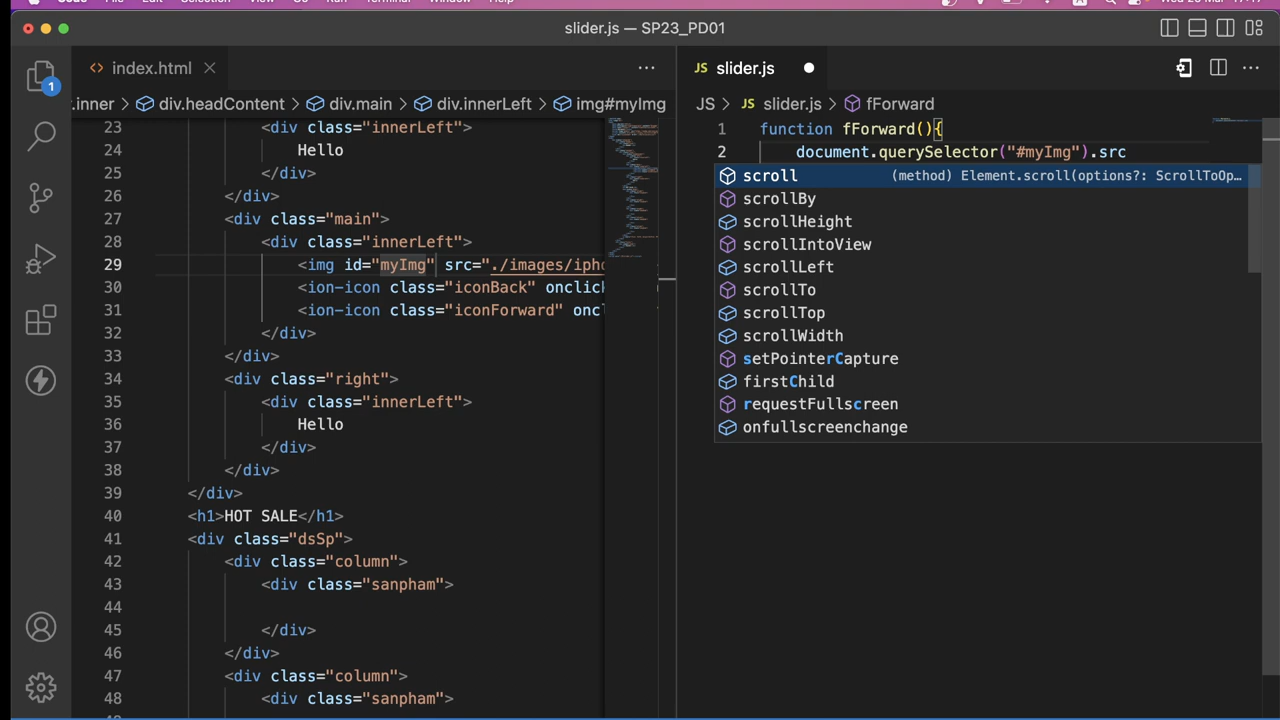 slider.js — SP23_PD01
index.html
.inner > div.headContent > div.main > div.innerLeft > img#myImg
23 <div class="innerLeft">
24 Hello
25 </div>
26 </div>
27 <div class="main">
28 <div class="innerLeft">
29 <img id="myImg" src="./images/ipho
30 <ion-icon class="iconBack" onclick
31 <ion-icon class="iconForward" onc
32 </div>
33 </div>
34 <div class="right">
35 <div class="innerLeft">
36 Hello
37 </div>
38 </div>
39 </div>
40 <h1>HOT SALE</h1>
41 <div class="dsSp">
42 <div class="column">
43 <div class="sanpham">
44
45 </div>
46 </div>
47 <div class="column">
48 <div class="sanpham">
1
JS slider.js
JS > JS slider.js > fForward
1 function fForward(){
2 document.querySelector("#myImg").src
scroll (method) Element.scroll(options?: ScrollToOp…
scrollBy
scrollHeight
scrollIntoView
scrollLeft
scrollTo
scrollTop
scrollWidth
setPointerCapture
firstChild
requestFullscreen
onfullscreenchange